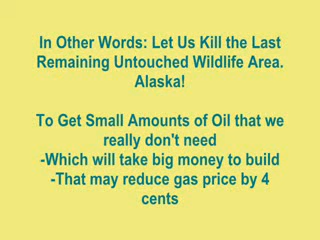 In Other Words: Let Us Kill the Last
Remaining Untouched Wildlife Area.
Alaska!
To Get Small Amounts of Oil that we
really don't need
-Which will take big money to build
-That may reduce gas price by 4
cents